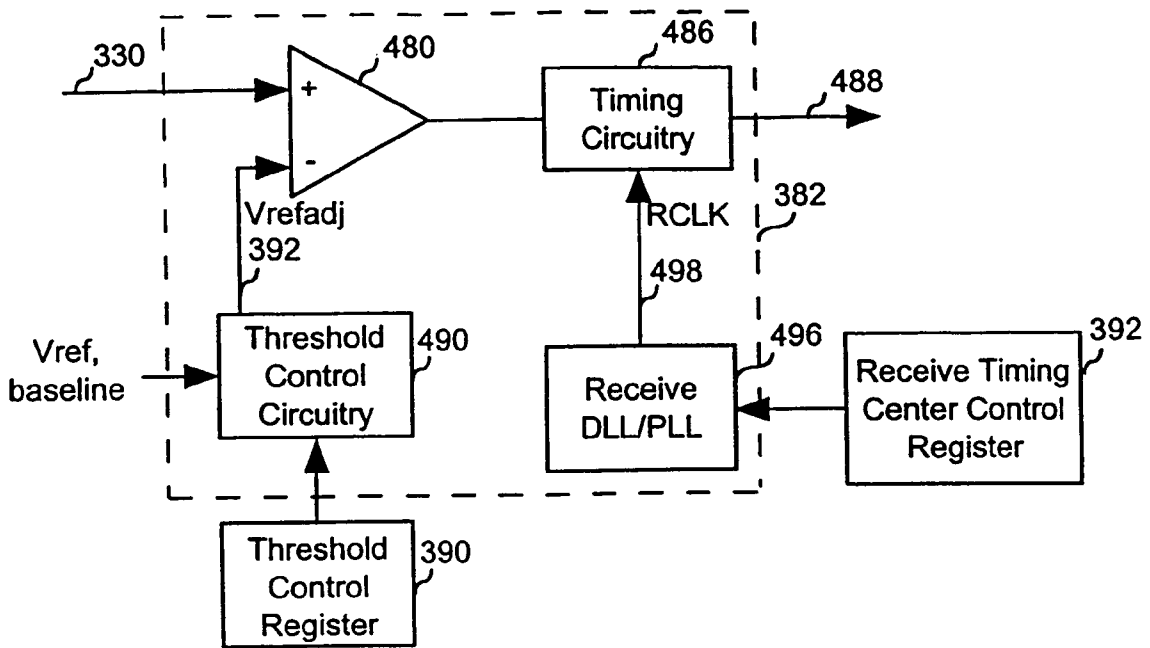 330
480
486
488
+
-
Timing
Circuitry
Vrefadj
392
RCLK
382
498
Vref,
baseline
Threshold
Control
Circuitry
490
Receive
DLL/PLL
496
392
Receive Timing
Center Control
Register
Threshold
Control
Register
390